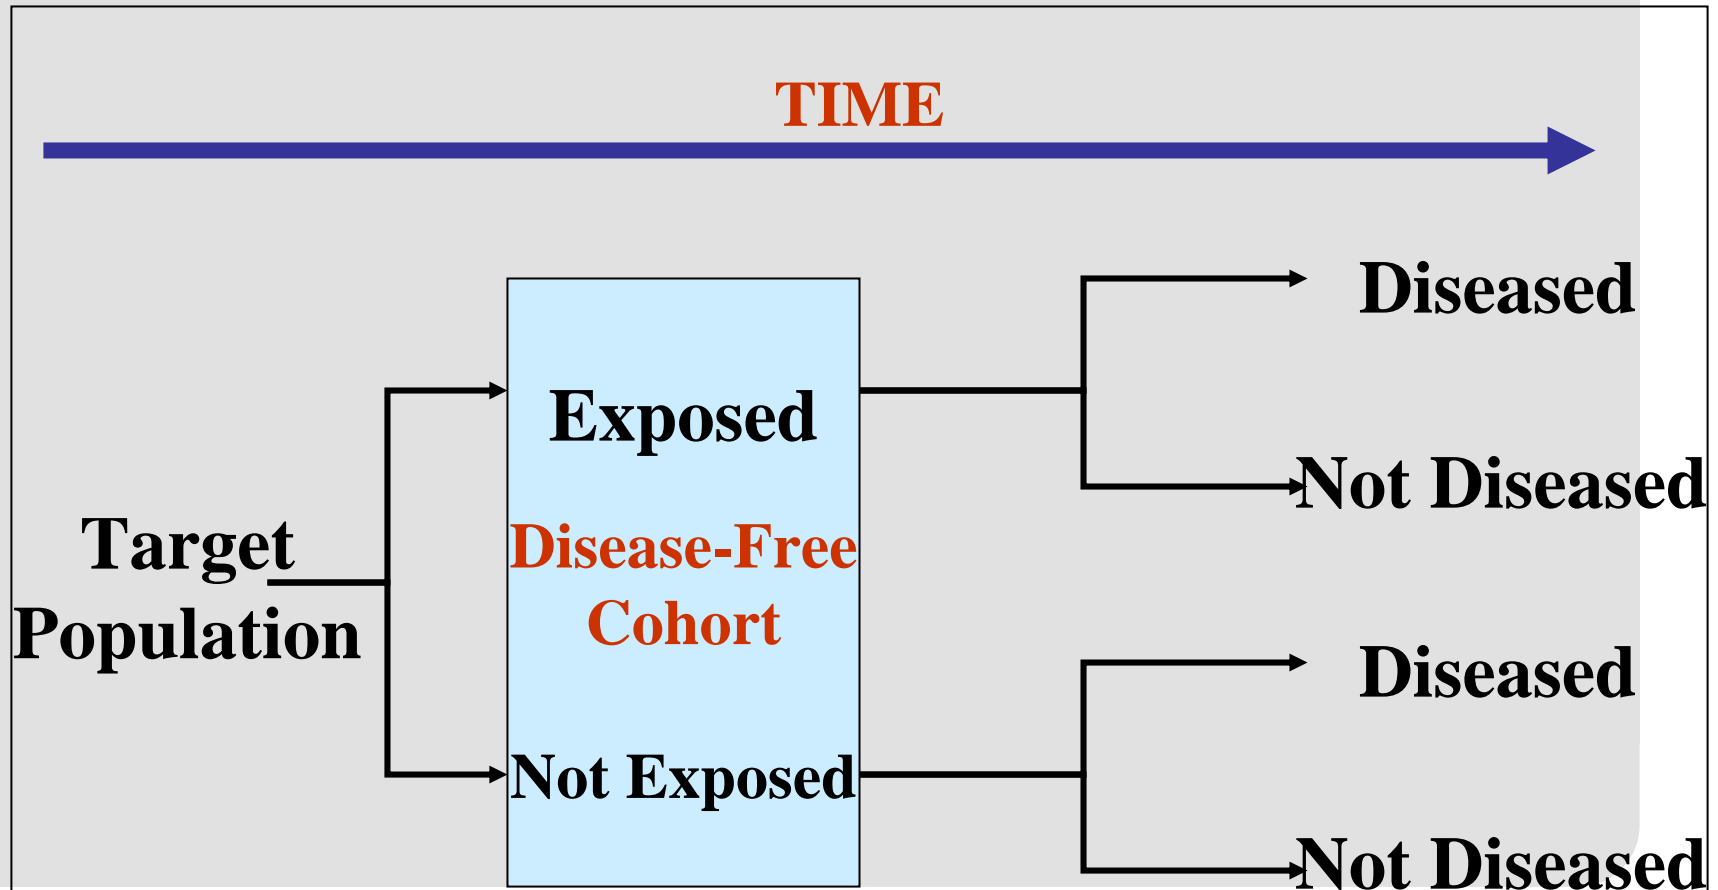 TIME
Target
Population
Exposed
Disease-Free
Cohort
Not Exposed
Diseased
Not Diseased
Diseased
Not Diseased